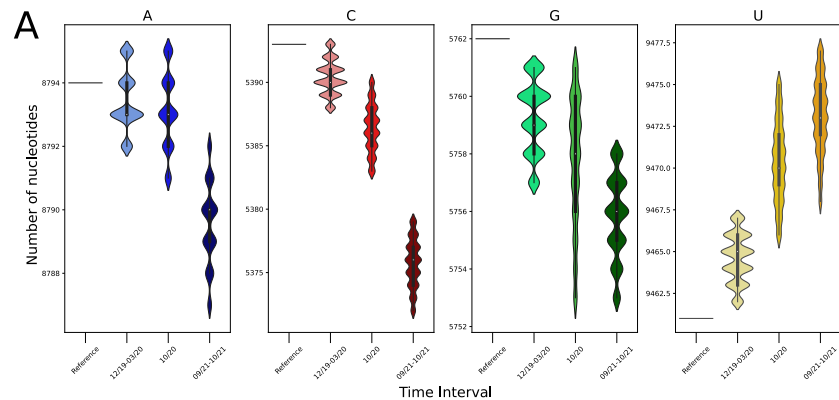 A
A C G U
Number of nucleotides
8794
8792
8790
8788
5390
5385
5380
5375
5762
5760
5758
5756
5754
5752
9477.5
9475.0
9472.5
9470.0
9467.5
9465.0
9462.5
Reference 12/19-03/20 10/20 09/21-10/21
Reference 12/19-03/20 10/20 09/21-10/21
Reference 12/19-03/20 10/20 09/21-10/21
Reference 12/19-03/20 10/20 09/21-10/21
Time Interval